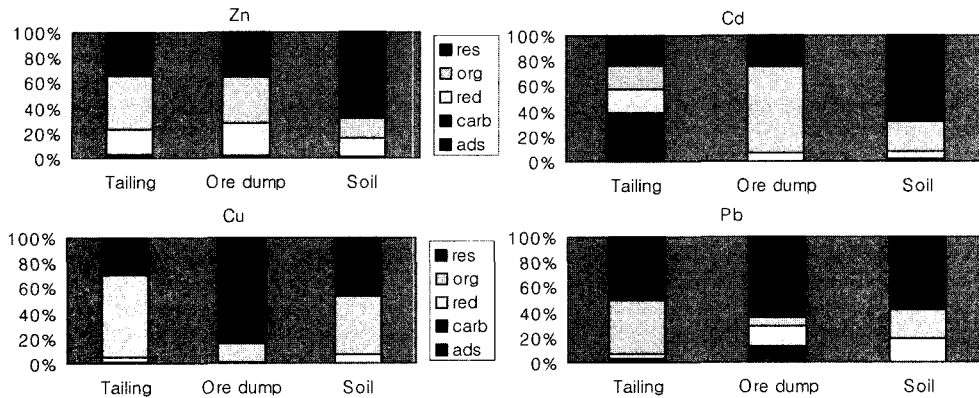 Zn
100%
80%
60%
40%
20%
0%
Tailing Ore dump Soil
res
org
red
carb
ads
Cd
100%
80%
60%
40%
20%
0%
Tailing Ore dump Soil
Cu
100%
80%
60%
40%
20%
0%
Tailing Ore dump Soil
res
org
red
carb
ads
Pb
100%
80%
60%
40%
20%
0%
Tailing Ore dump Soil